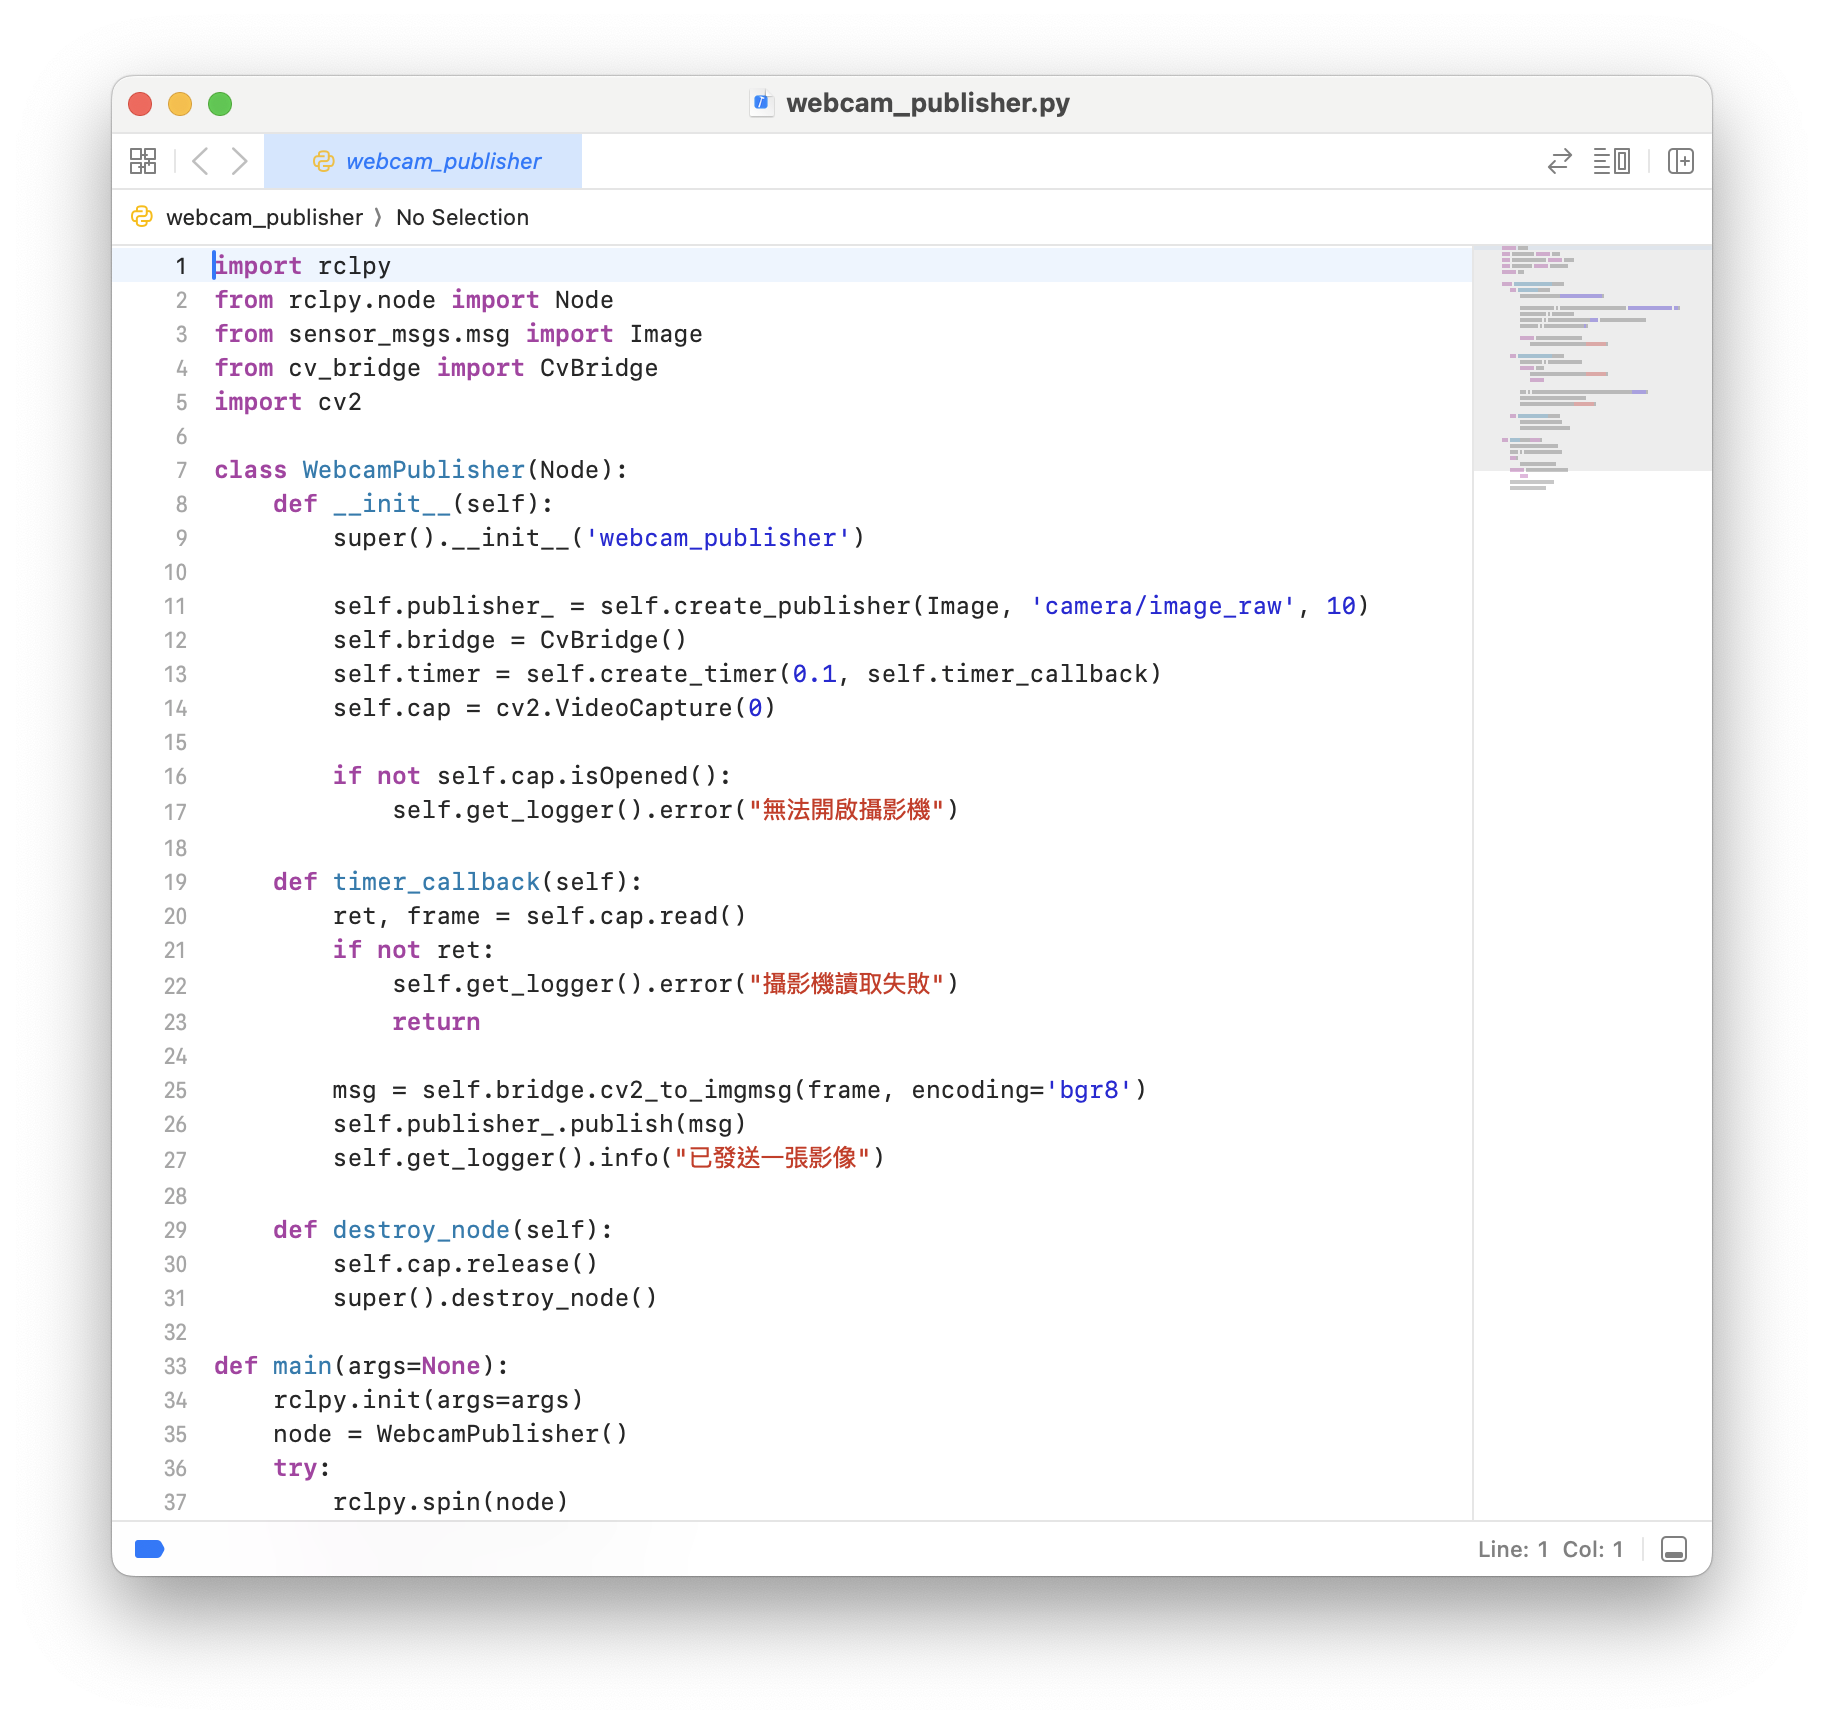 webcam_publisher.py
webcam_publisher
webcam_publisher 〉 No Selection
1 import rclpy
2 from rclpy.node import Node
3 from sensor_msgs.msg import Image
4 from cv_bridge import CvBridge
5 import cv2
6
7 class WebcamPublisher(Node):
8     def __init__(self):
9         super().__init__('webcam_publisher')
10
11         self.publisher_ = self.create_publisher(Image, 'camera/image_raw', 10)
12         self.bridge = CvBridge()
13         self.timer = self.create_timer(0.1, self.timer_callback)
14         self.cap = cv2.VideoCapture(0)
15
16         if not self.cap.isOpened():
17             self.get_logger().error("無法開啟攝影機")
18
19     def timer_callback(self):
20         ret, frame = self.cap.read()
21         if not ret:
22             self.get_logger().error("攝影機讀取失敗")
23             return
24
25         msg = self.bridge.cv2_to_imgmsg(frame, encoding='bgr8')
26         self.publisher_.publish(msg)
27         self.get_logger().info("已發送一張影像")
28
29     def destroy_node(self):
30         self.cap.release()
31         super().destroy_node()
32
33 def main(args=None):
34     rclpy.init(args=args)
35     node = WebcamPublisher()
36     try:
37         rclpy.spin(node)
Line: 1 Col: 1